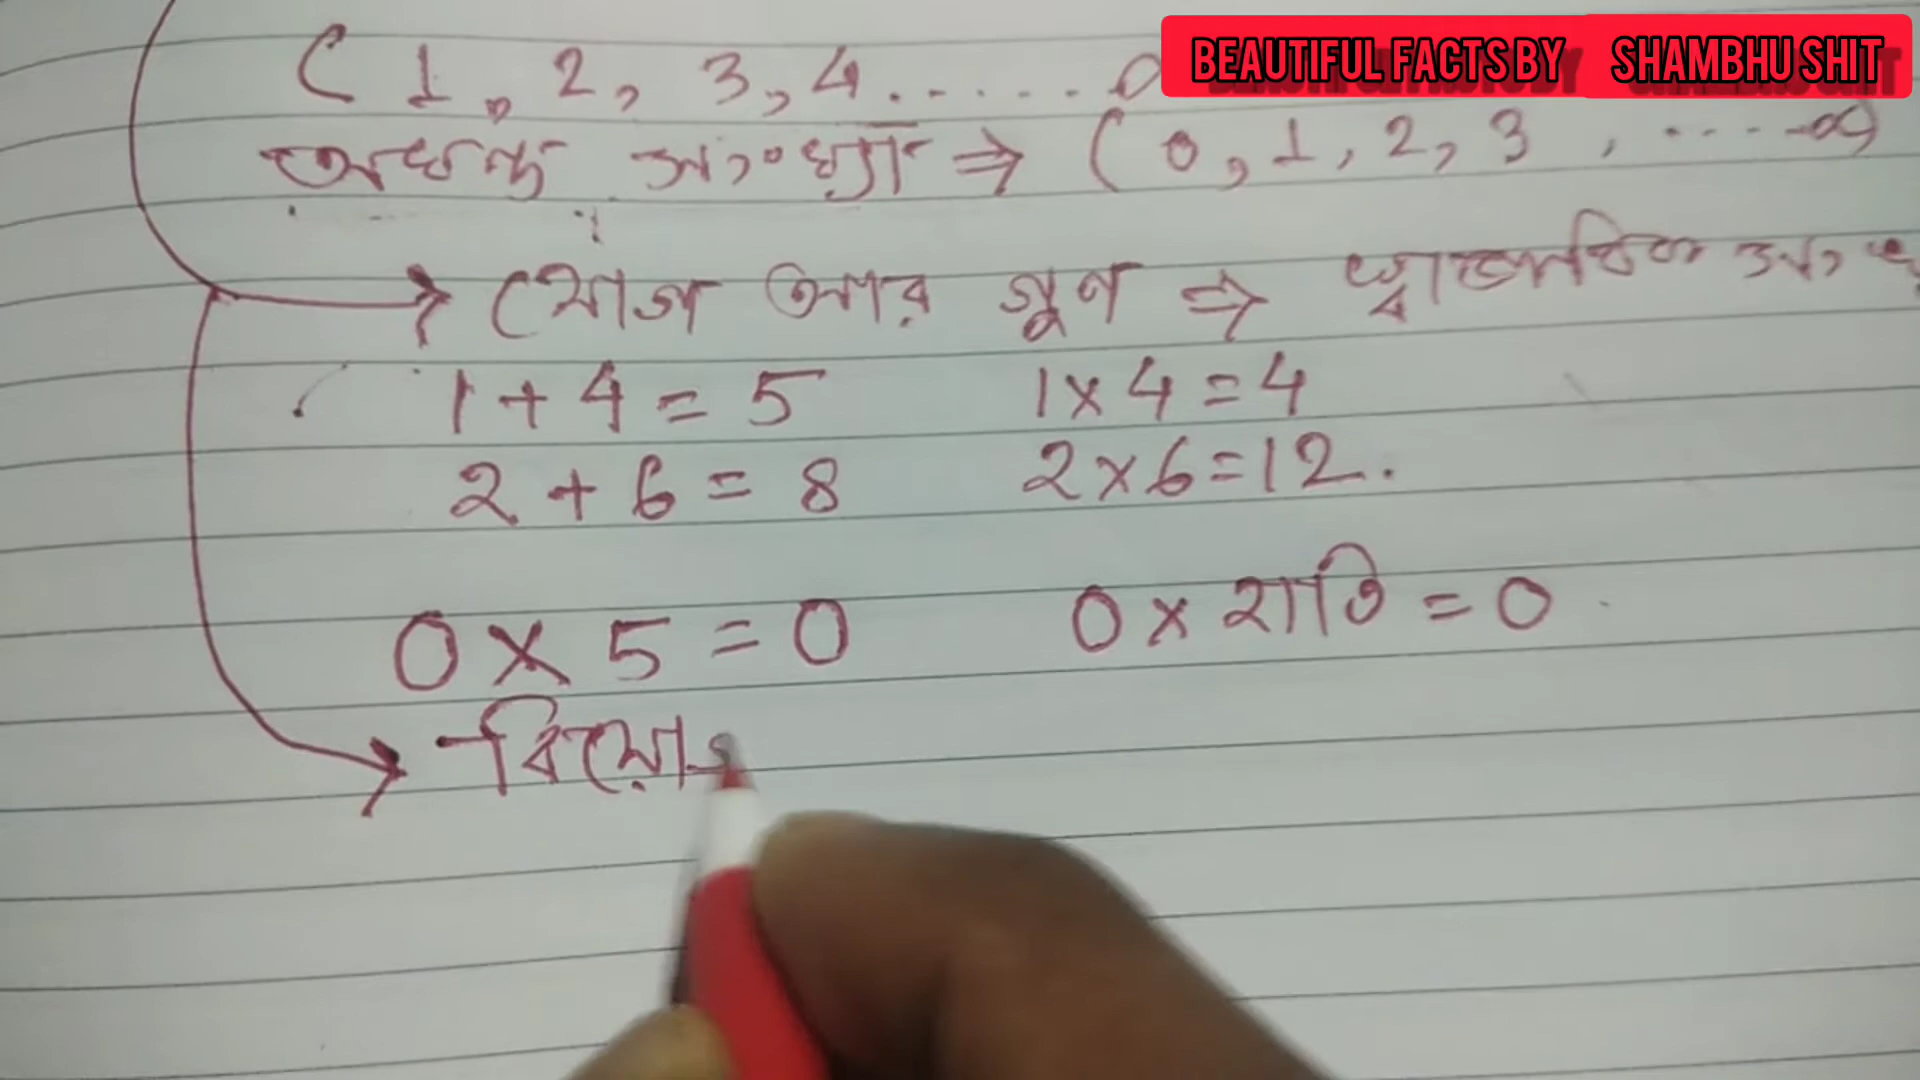 BEAUTIFUL FACTS BY SHAMBHU SHIT
( 1, 2, 3, 4.......
অখন্ড সংখ্যা ⇒ ( 0, 1, 2, 3, ....∝)
যোগ আর গুণ ⇒ স্বাভাবিক
1 + 4 = 5 1 x 4 = 4
2 + 6 = 8 2 x 6 = 12.
0 x 5 = 0 0 x রাশি = 0
→ বিয়ো